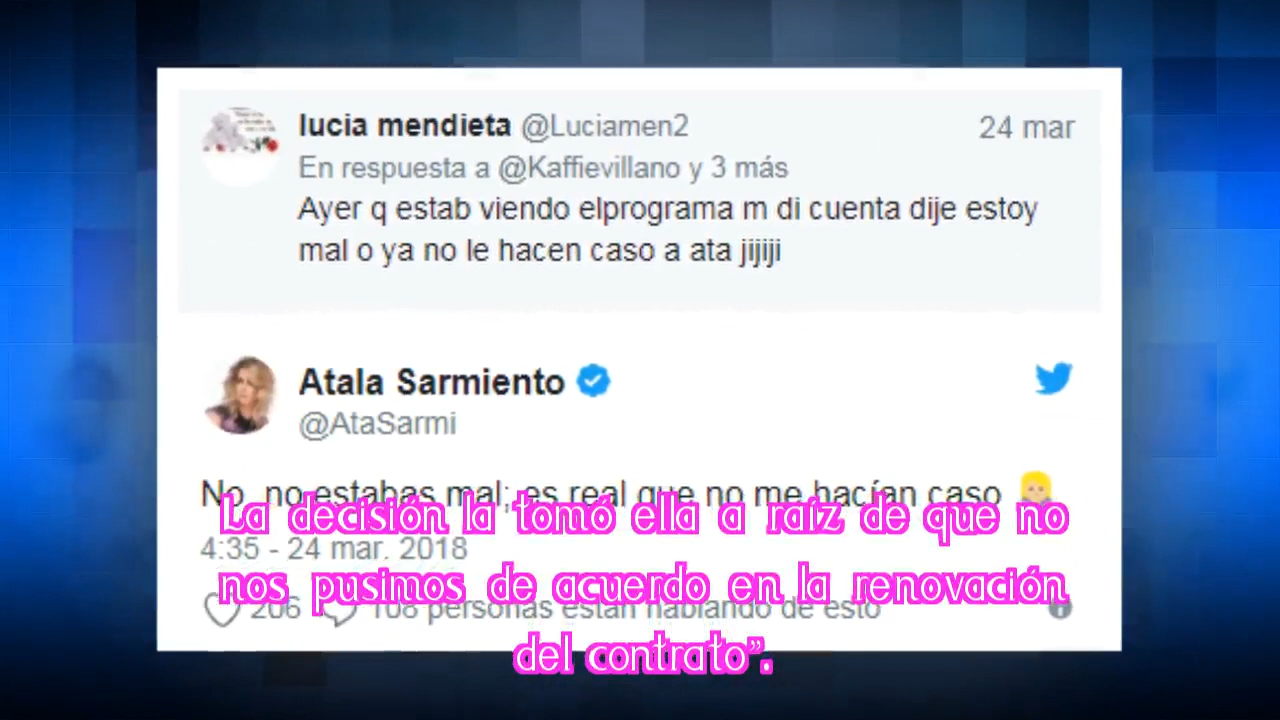 lucia mendieta @Luciamen2 24 mar
En respuesta a @Kaffievillano y 3 más
Ayer q estab viendo elprograma m di cuenta dije estoy
mal o ya no le hacen caso a ata jijiji
Atala Sarmiento
@AtaSarmi
No, no estabas mal; es real que no me hacían caso
La decisión la tomó ella a raíz de que no
4:35 - 24 mar. 2018
nos pusimos de acuerdo en la renovación
206 108 personas están hablando de esto
del contrato”.